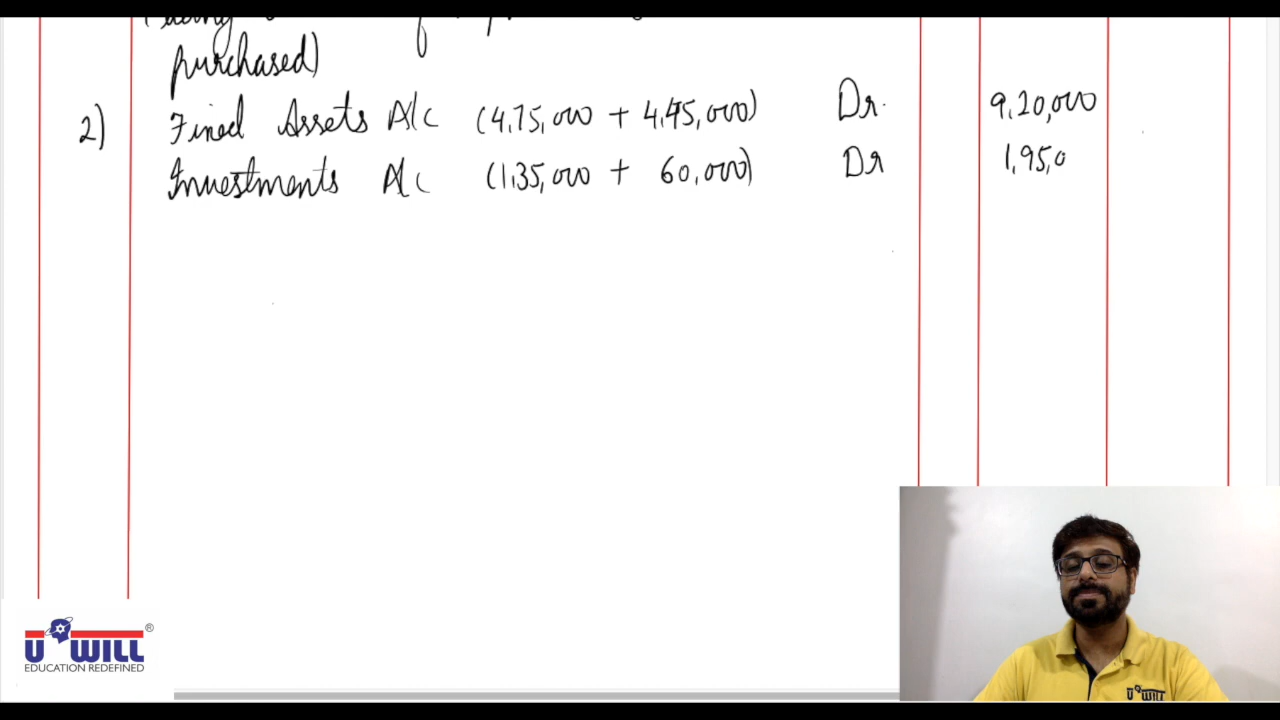 purchased)
2) Fixed Assets A/c (4,75,000 + 4,45,000) Dr. 9,20,000
Investments A/c (1,35,000 + 60,000) Dr 1,95,0
U WILL ®
EDUCATION REDEFINED
U WILL